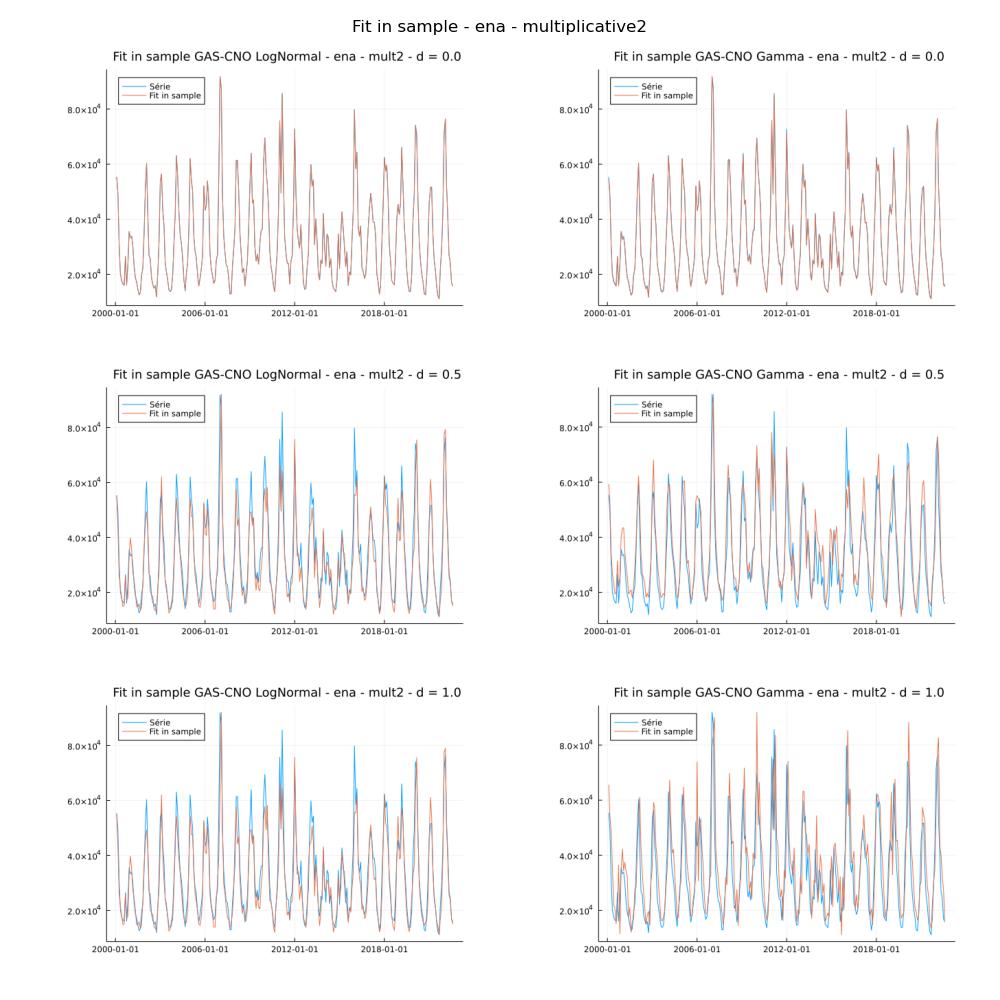 Fit in sample - ena - multiplicative2
Fit in sample GAS-CNO LogNormal - ena - mult2 - d = 0.0
Série
Fit in sample
8.0×10⁴
6.0×10⁴
4.0×10⁴
2.0×10⁴
2000-01-01 2006-01-01 2012-01-01 2018-01-01
Fit in sample GAS-CNO Gamma - ena - mult2 - d = 0.0
Série
Fit in sample
8.0×10⁴
6.0×10⁴
4.0×10⁴
2.0×10⁴
2000-01-01 2006-01-01 2012-01-01 2018-01-01
Fit in sample GAS-CNO LogNormal - ena - mult2 - d = 0.5
Série
Fit in sample
8.0×10⁴
6.0×10⁴
4.0×10⁴
2.0×10⁴
2000-01-01 2006-01-01 2012-01-01 2018-01-01
Fit in sample GAS-CNO Gamma - ena - mult2 - d = 0.5
Série
Fit in sample
8.0×10⁴
6.0×10⁴
4.0×10⁴
2.0×10⁴
2000-01-01 2006-01-01 2012-01-01 2018-01-01
Fit in sample GAS-CNO LogNormal - ena - mult2 - d = 1.0
Série
Fit in sample
8.0×10⁴
6.0×10⁴
4.0×10⁴
2.0×10⁴
2000-01-01 2006-01-01 2012-01-01 2018-01-01
Fit in sample GAS-CNO Gamma - ena - mult2 - d = 1.0
Série
Fit in sample
8.0×10⁴
6.0×10⁴
4.0×10⁴
2.0×10⁴
2000-01-01 2006-01-01 2012-01-01 2018-01-01